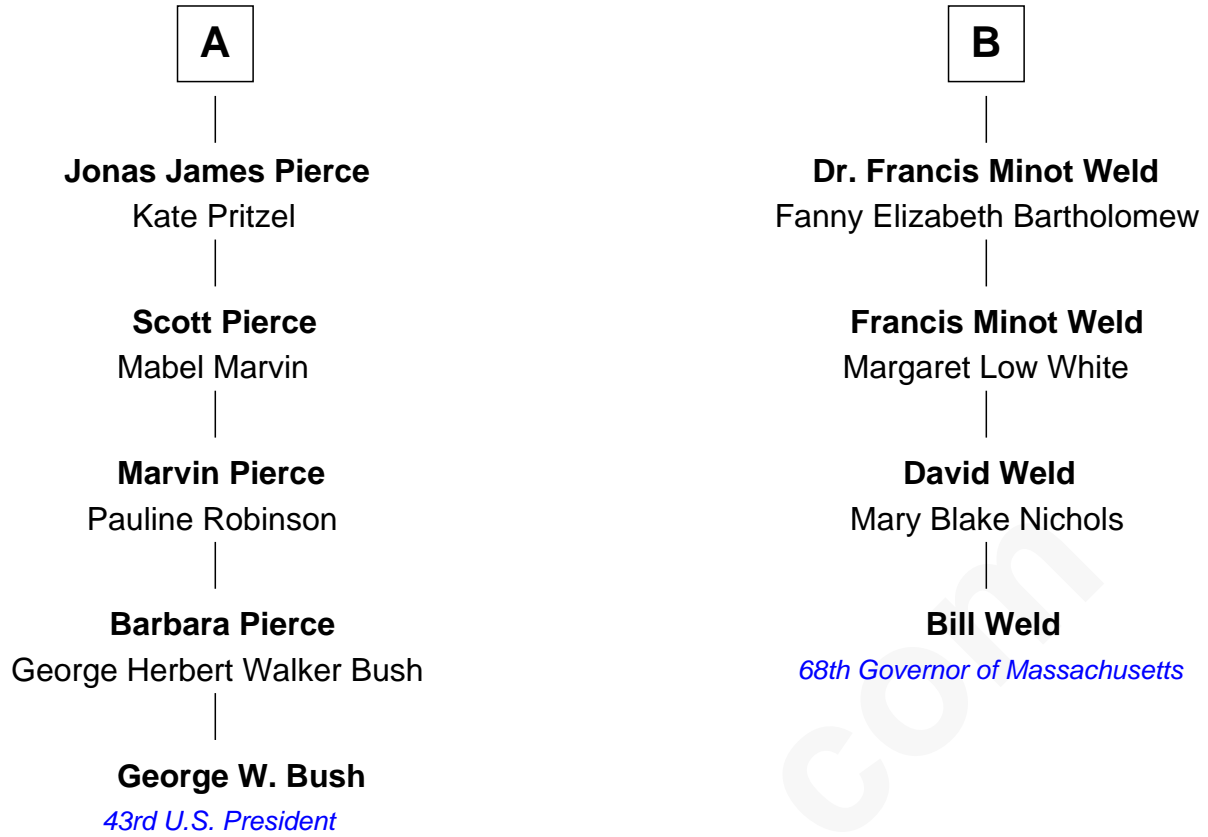 A
Jonas James Pierce
Kate Pritzel
Scott Pierce
Mabel Marvin
Marvin Pierce
Pauline Robinson
Barbara Pierce
George Herbert Walker Bush
George W. Bush
43rd U.S. President
B
Dr. Francis Minot Weld
Fanny Elizabeth Bartholomew
Francis Minot Weld
Margaret Low White
David Weld
Mary Blake Nichols
Bill Weld
68th Governor of Massachusetts
com